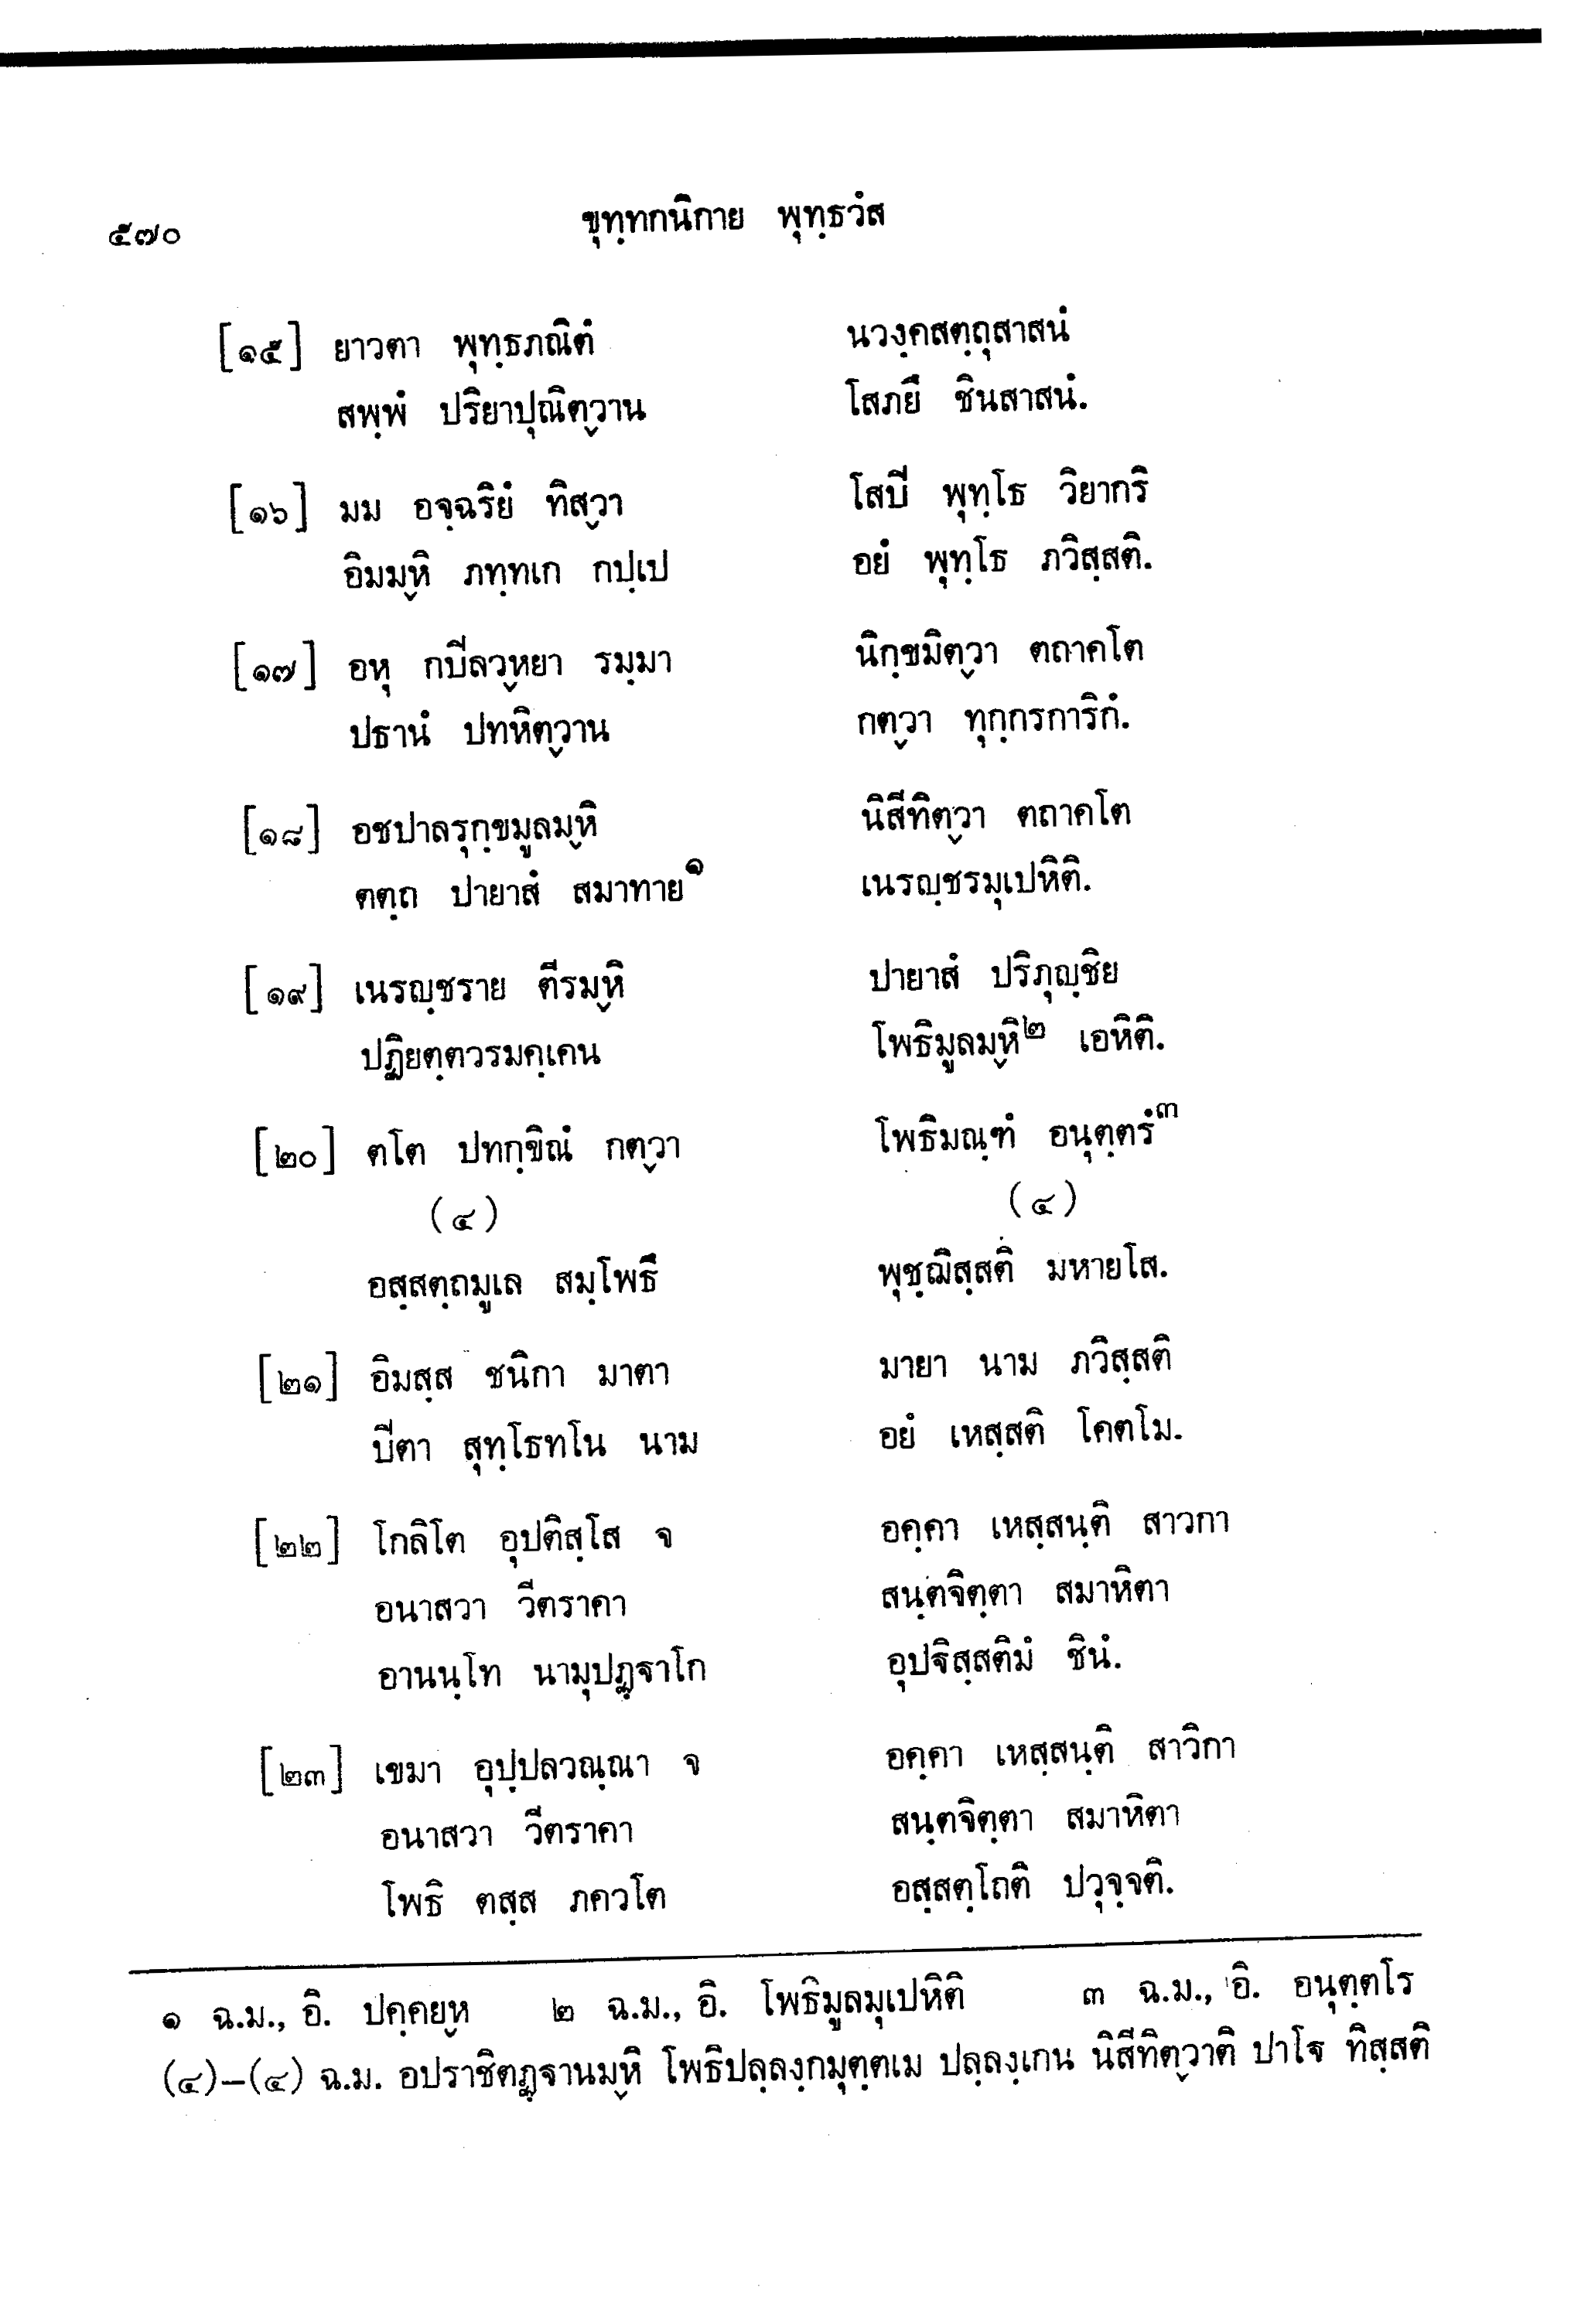 ๕๗๐ ขุทฺทกนิกาย พุทฺธวํส
[๑๕] ยาวตา พุทฺธภณิตํ นวงฺคสตฺถุสาสนํ
สพฺพํ ปริยาปุณิตฺวาน โสภยึ ชินสาสนํ.
[๑๖] มม อจฺฉริยํ ทิสฺวา โสปิ พุทฺโธ วิยากริ
อิมมฺหิ ภทฺทเก กปฺเป อยํ พุทฺโธ ภวิสฺสติ.
[๑๗] อหุ กปิลวฺหยา รมฺมา นิกฺขมิตฺวา ตถาคโต
ปธานํ ปทหิตฺวาน กตฺวา ทุกฺกรการิกํ.
[๑๘] อชปาลรุกฺขมูลมฺหิ นิสีทิตฺวา ตถาคโต
ตตฺถ ปายาสํ สมาทาย๑ เนรญฺชรมุเปหิติ.
[๑๙] เนรญฺชราย ตีรมฺหิ ปายาสํ ปริภุญฺชิย
ปฏิยตฺตวรมคฺเคน โพธิมูลมฺหิ๒ เอหิติ.
[๒๐] ตโต ปทกฺขิณํ กตฺวา โพธิมณฺฑํ อนุตฺตรํ๓
(๔) (๔)
อสฺสตฺถมูเล สมฺโพธึ พุชฺฌิสฺสติ มหายโส.
[๒๑] อิมสฺส ชนิกา มาตา มายา นาม ภวิสฺสติ
ปิตา สุทฺโธทโน นาม อยํ เหสฺสติ โคตโม.
[๒๒] โกลิโต อุปติสฺโส จ อคฺคา เหสฺสนฺติ สาวกา
อนาสวา วีตราคา สนฺตจิตฺตา สมาหิตา
อานนฺโท นามุปฏฺฐาโก อุปฏฺฐิสฺสติมํ ชินํ.
[๒๓] เขมา อุปฺปลวณฺณา จ อคฺคา เหสฺสนฺติ สาวิกา
อนาสวา วีตราคา สนฺตจิตฺตา สมาหิตา
โพธิ ตสฺส ภควโต อสฺสตฺโถติ ปวุจฺจติ.
๑ ฉ.ม., อิ. ปคฺคยฺห ๒ ฉ.ม., อิ. โพธิมูลมุเปหิติ ๓ ฉ.ม., อิ. อนุตฺตโร
(๔)–(๔) ฉ.ม. อปราชิตฏฺฐานมฺหิ โพธิปลฺลงฺกมุตฺตเม ปลฺลงฺเกน นิสีทิตฺวาติ ปาโฐ ทิสฺสติ